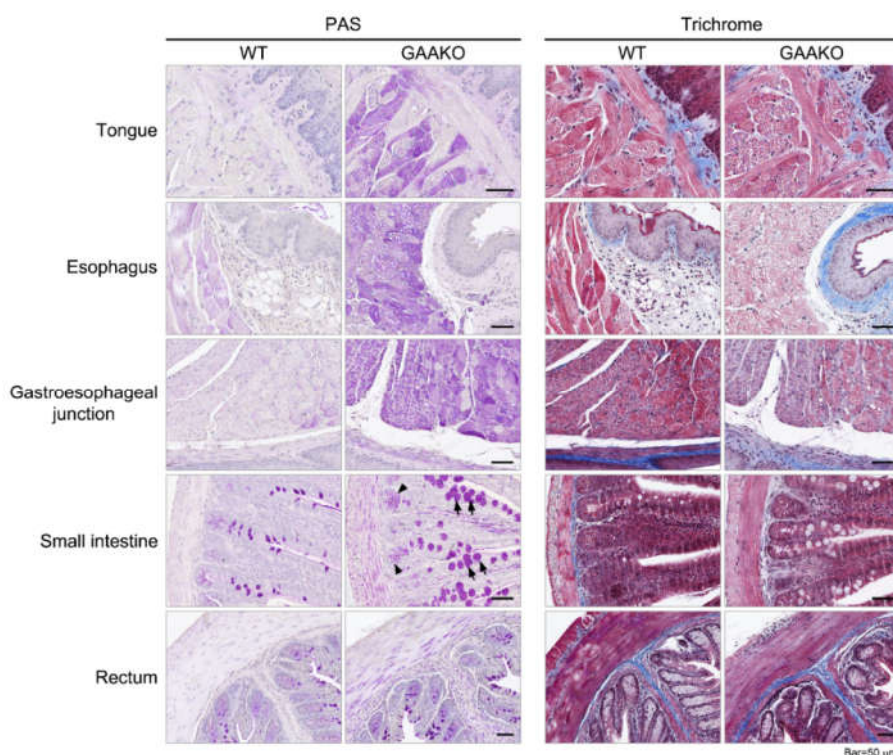 PAS Trichrome
WT GAAKO WT GAAKO
Tongue
Esophagus
Gastroesophageal
junction
Small intestine
Rectum